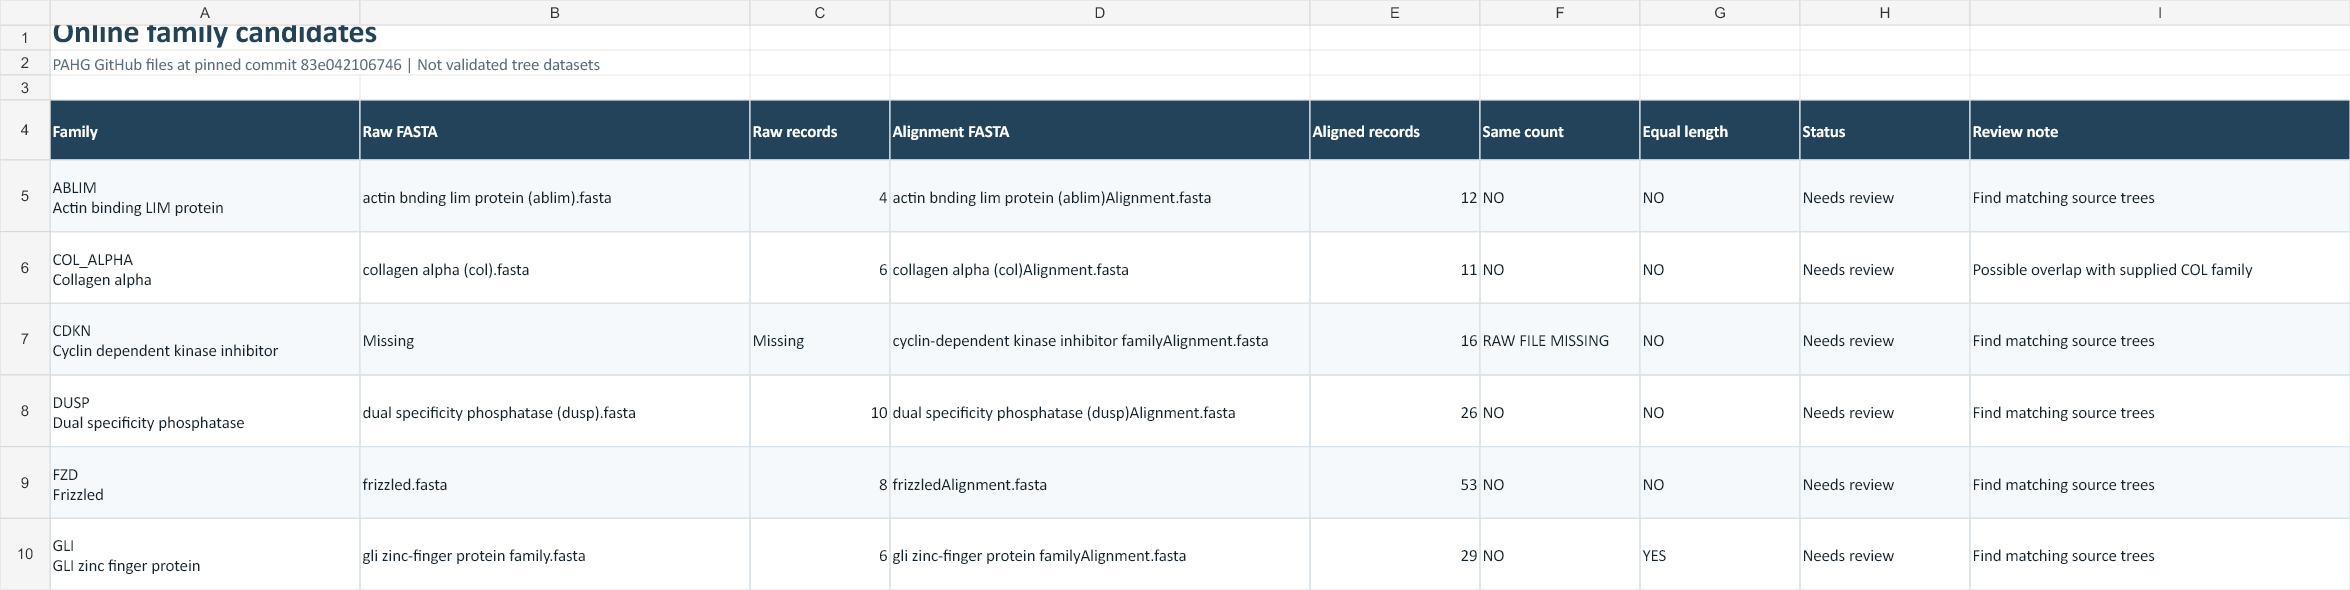 A B C D E F G H I
1 Online family candidates
2 PAHG GitHub files at pinned commit 83e042106746 | Not validated tree datasets
3
4 Family Raw FASTA Raw records Alignment FASTA Aligned records Same count Equal length Status Review note
5 ABLIM
Actin binding LIM protein actin bnding lim protein (ablim).fasta 4 actin bnding lim protein (ablim)Alignment.fasta 12 NO NO Needs review Find matching source trees
6 COL_ALPHA
Collagen alpha collagen alpha (col).fasta 6 collagen alpha (col)Alignment.fasta 11 NO NO Needs review Possible overlap with supplied COL family
7 CDKN
Cyclin dependent kinase inhibitor Missing Missing cyclin-dependent kinase inhibitor familyAlignment.fasta 16 RAW FILE MISSING NO Needs review Find matching source trees
8 DUSP
Dual specificity phosphatase dual specificity phosphatase (dusp).fasta 10 dual specificity phosphatase (dusp)Alignment.fasta 26 NO NO Needs review Find matching source trees
9 FZD
Frizzled frizzled.fasta 8 frizzledAlignment.fasta 53 NO NO Needs review Find matching source trees
10 GLI
GLI zinc finger protein gli zinc-finger protein family.fasta 6 gli zinc-finger protein familyAlignment.fasta 29 NO YES Needs review Find matching source trees